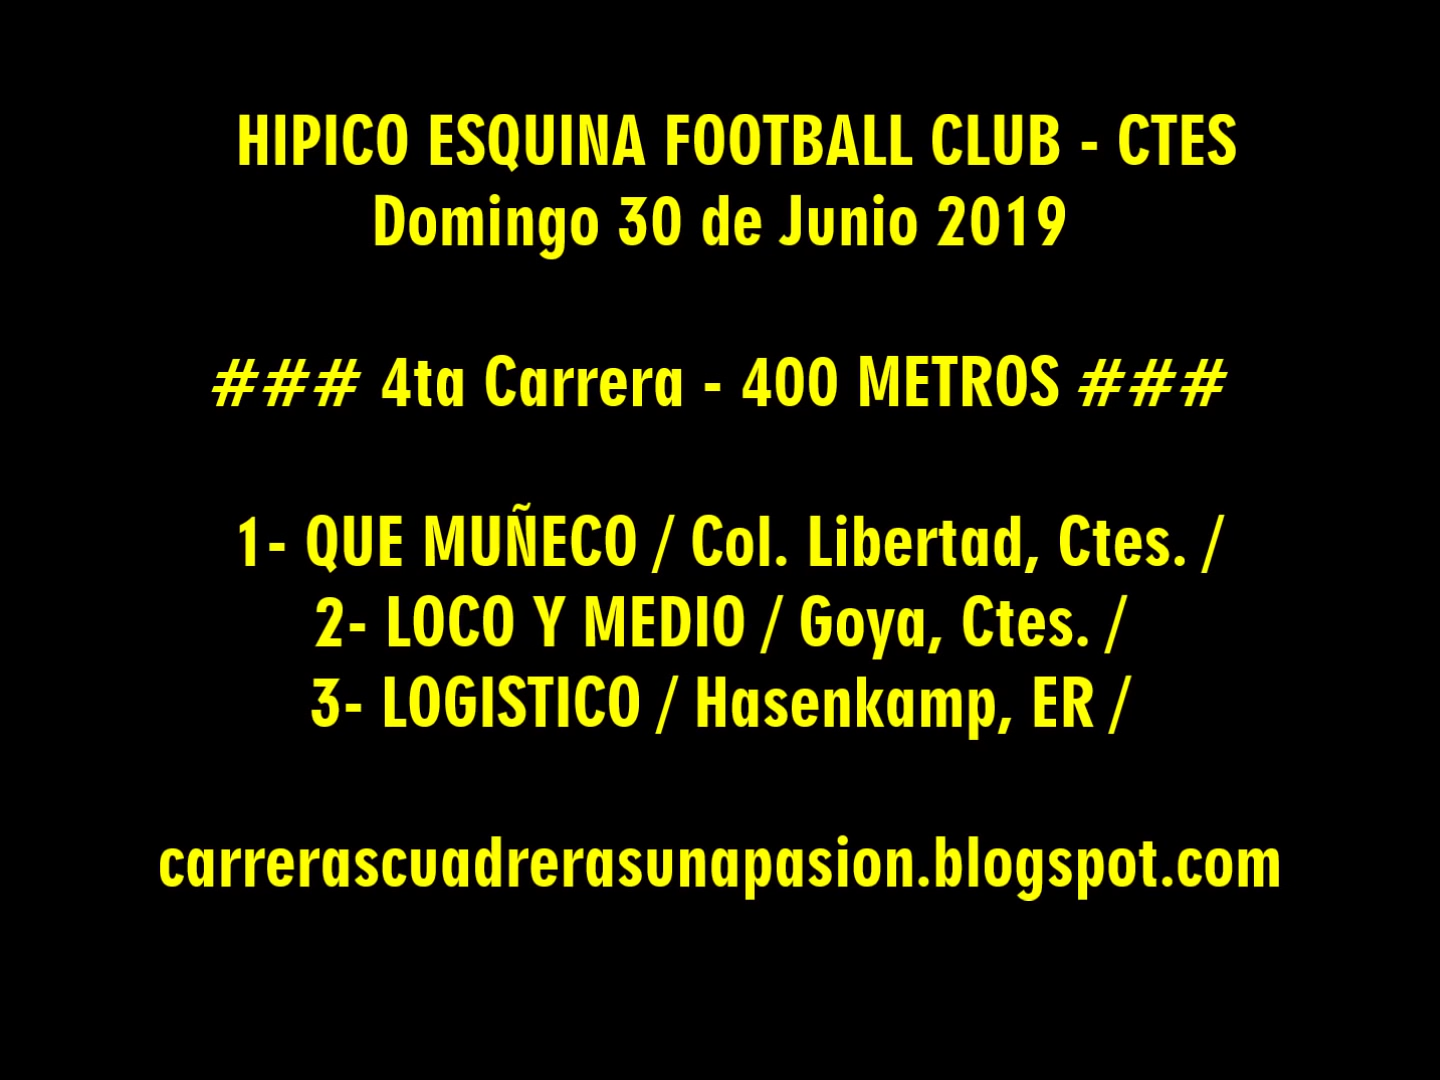 HIPICO ESQUINA FOOTBALL CLUB - CTES
Domingo 30 de Junio 2019
### 4ta Carrera - 400 METROS ###
1- QUE MUÑECO / Col. Libertad, Ctes. /
2- LOCO Y MEDIO / Goya, Ctes. /
3- LOGISTICO / Hasenkamp, ER /
carrerascuadrerasunapasion.blogspot.com